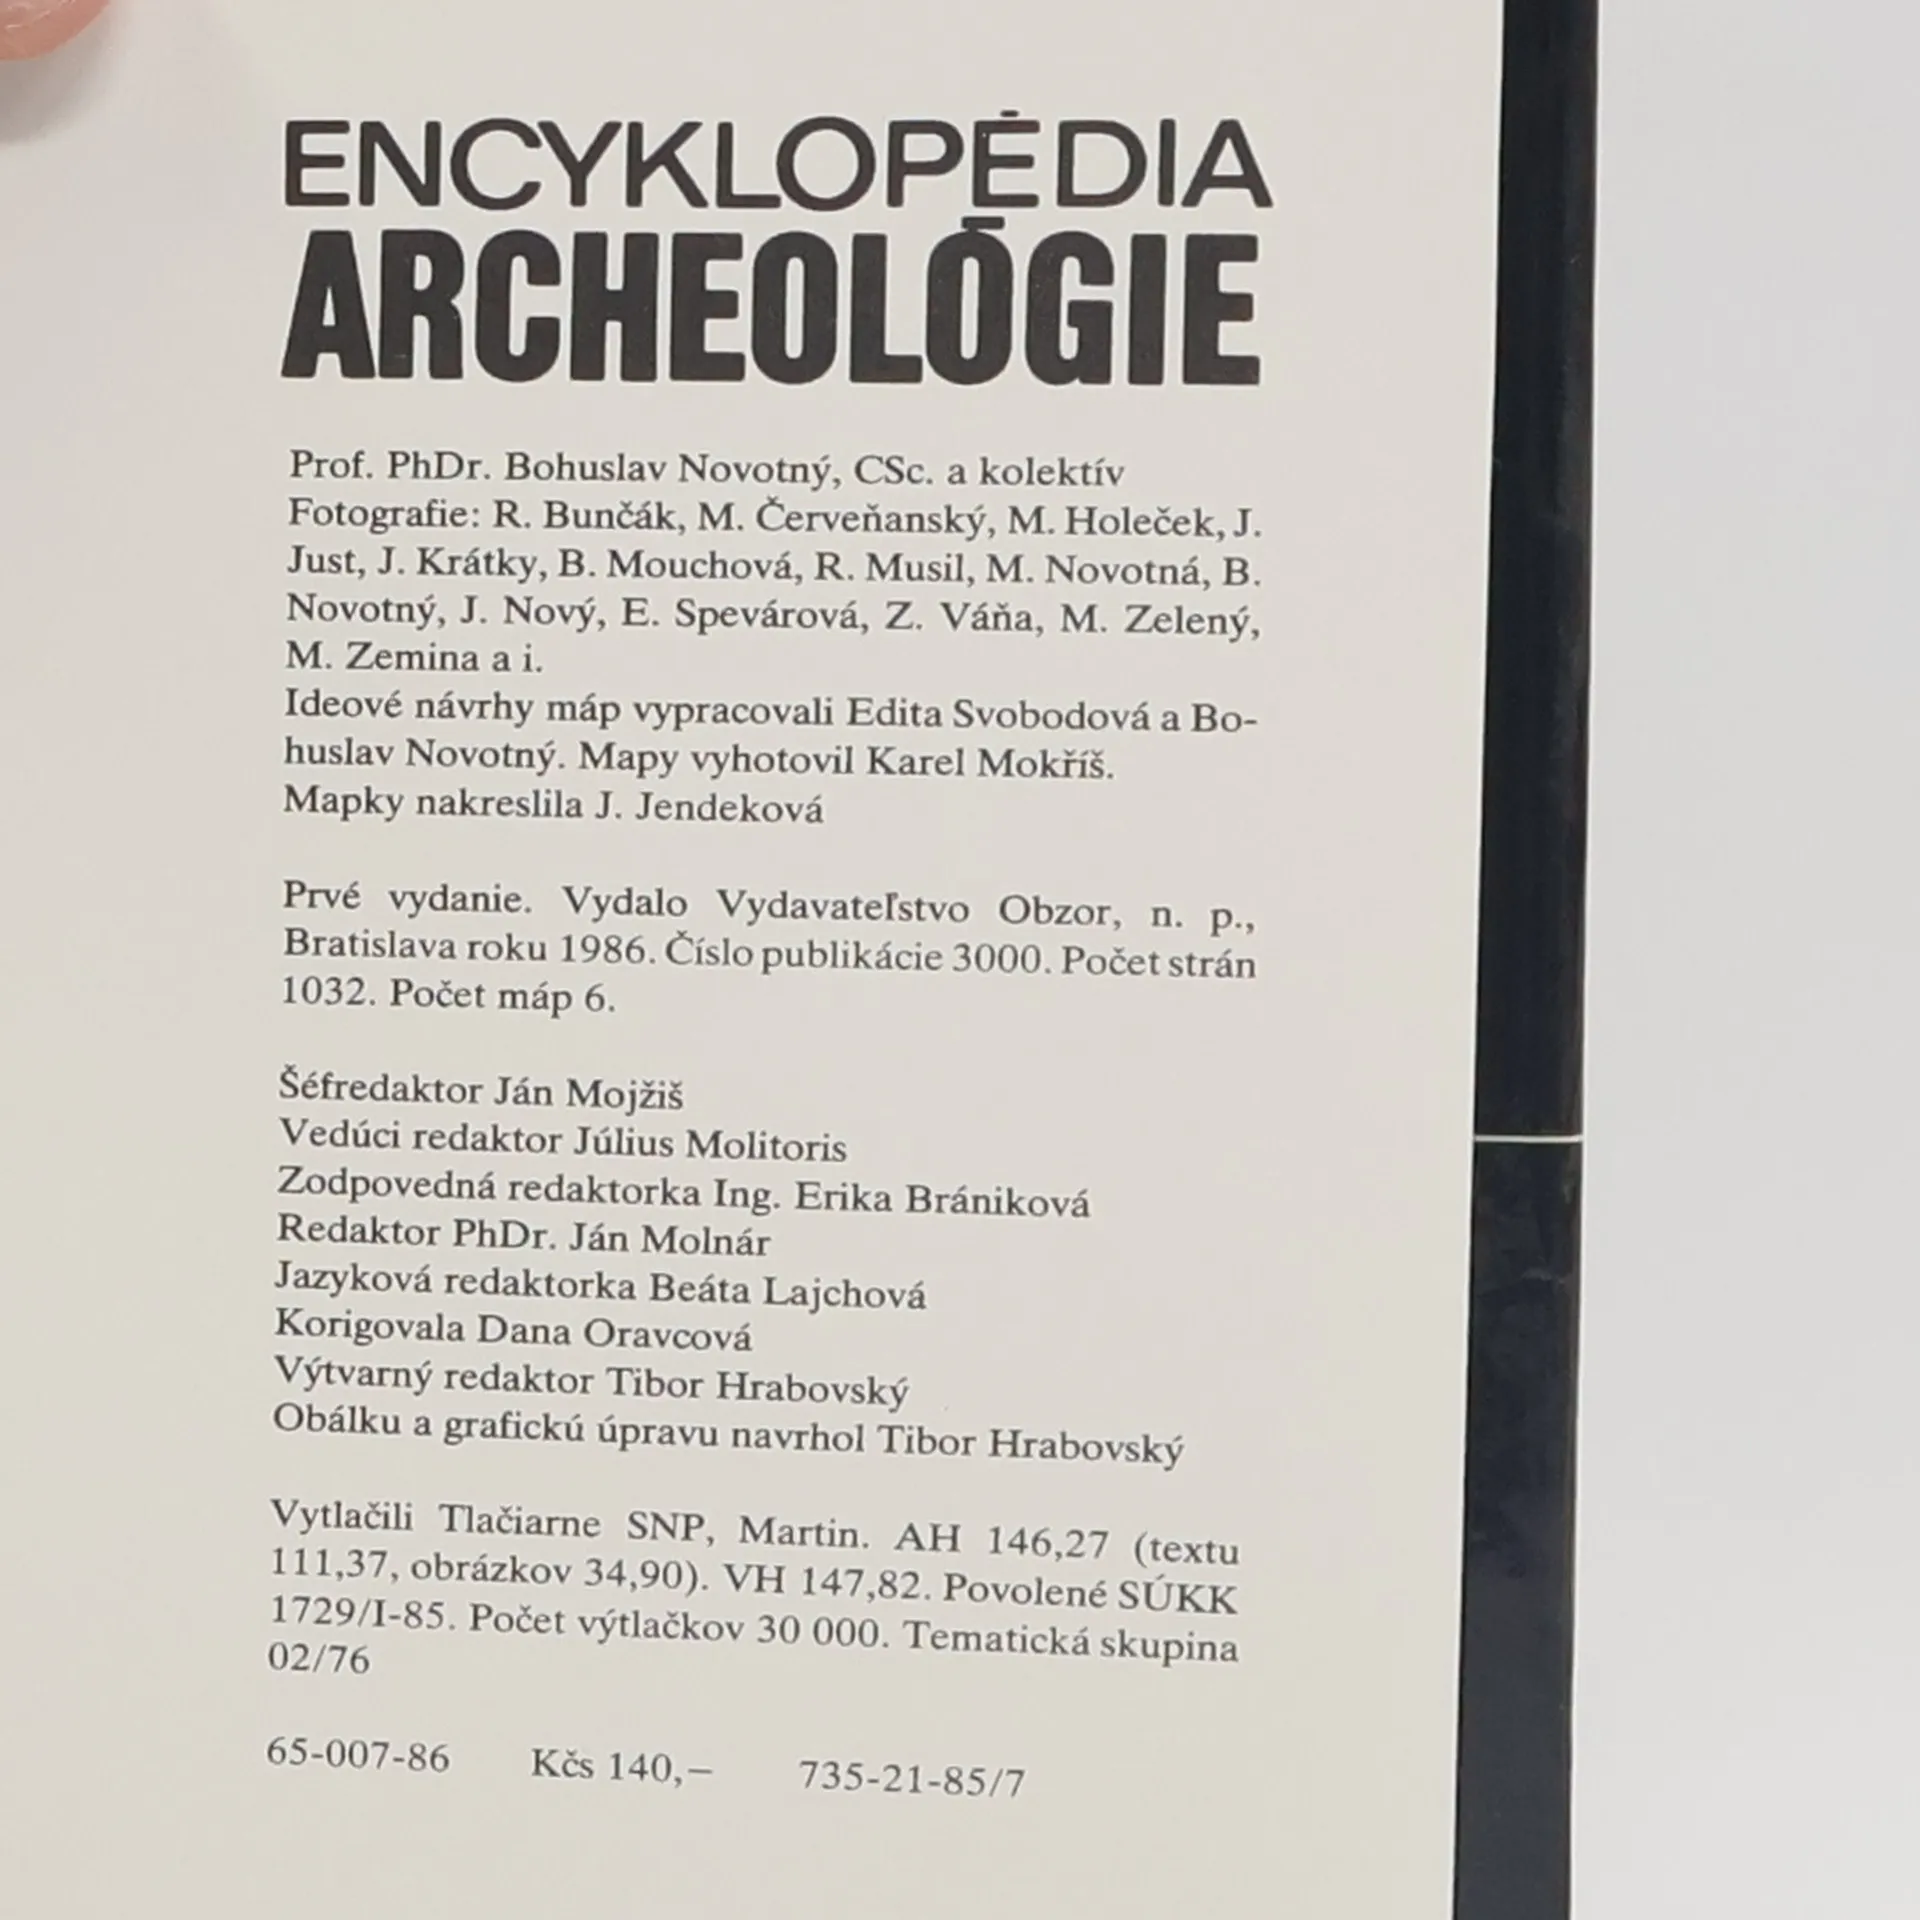 ENCYKLOPÉDIA
ARCHEOLÓGIE
Prof. PhDr. Bohuslav Novotný, CSc. a kolektív
Fotografie: R. Bunčák, M. Červeňanský, M. Holeček, J.
Just, J. Krátky, B. Mouchová, R. Musil, M. Novotná, B.
Novotný, J. Nový, E. Spevárová, Z. Váňa, M. Zelený,
M. Zemina a i.
Ideové návrhy máp vypracovali Edita Svobodová a Bo-
huslav Novotný. Mapy vyhotovil Karel Mokříš.
Mapky nakreslila J. Jendeková
Prvé vydanie. Vydalo Vydavateľstvo Obzor, n. p.,
Bratislava roku 1986. Číslo publikácie 3000. Počet strán
1032. Počet máp 6.
Šéfredaktor Ján Mojžiš
Vedúci redaktor Július Molitoris
Zodpovedná redaktorka Ing. Erika Brániková
Redaktor PhDr. Ján Molnár
Jazyková redaktorka Beáta Lajchová
Korigovala Dana Oravcová
Výtvarný redaktor Tibor Hrabovský
Obálku a grafickú úpravu navrhol Tibor Hrabovský
Vytlačili Tlačiarne SNP, Martin. AH 146,27 (textu
111,37, obrázkov 34,90). VH 147,82. Povolené SÚKK
1729/I-85. Počet výtlačkov 30 000. Tematická skupina
02/76
65-007-86 Kčs 140,– 735-21-85/7